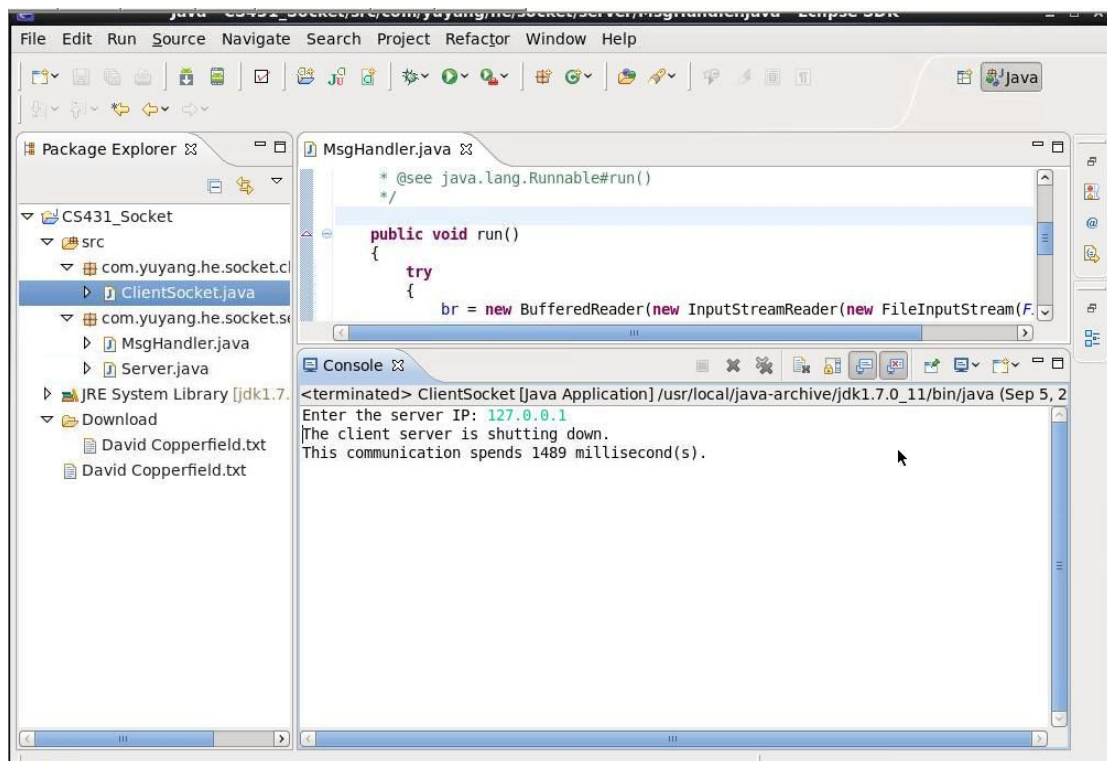 File Edit Run Source Navigate Search Project Refactor Window Help
Java
Package Explorer
CS431_Socket
src
com.yuyang.he.socket.cl
ClientSocket.java
com.yuyang.he.socket.se
MsgHandler.java
Server.java
JRE System Library [jdk1.7.
Download
David Copperfield.txt
David Copperfield.txt
MsgHandler.java
* @see java.lang.Runnable#run()
*/
public void run()
{
try
{
br = new BufferedReader(new InputStreamReader(new FileInputStream(F.
Console
<terminated> ClientSocket [Java Application] /usr/local/java-archive/jdk1.7.0_11/bin/java (Sep 5, 2
Enter the server IP: 127.0.0.1
The client server is shutting down.
This communication spends 1489 millisecond(s).